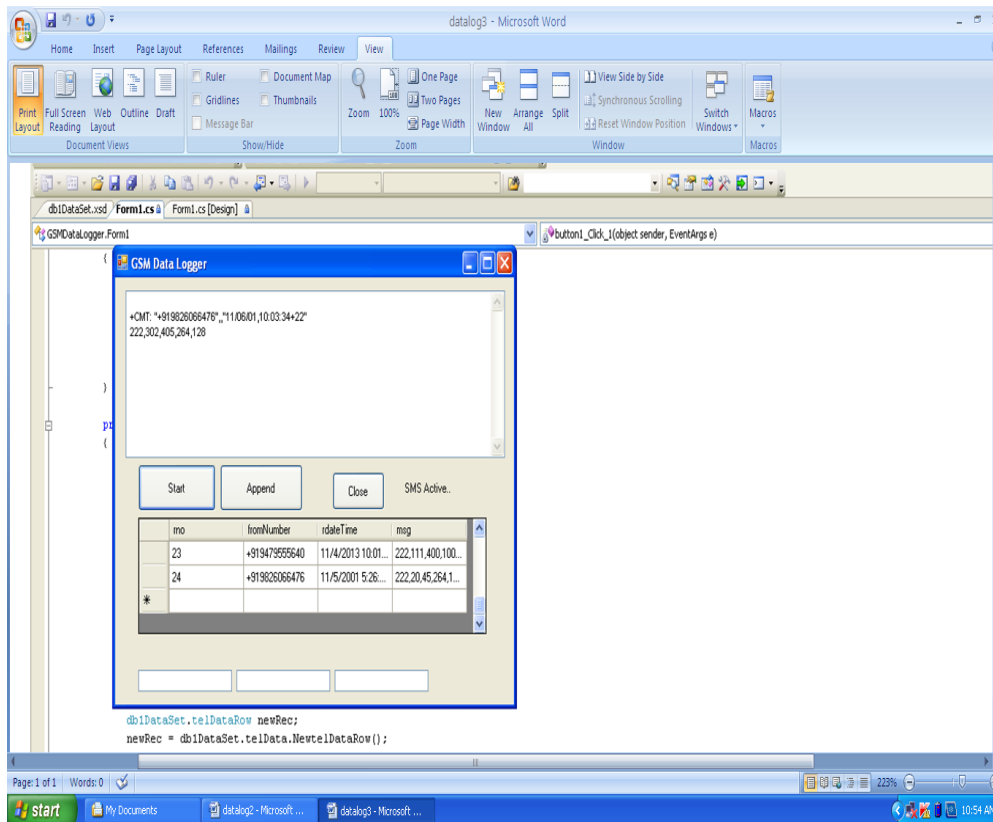 datalog3 - Microsoft Word
Home Insert Page Layout References Mailings Review View
Print Layout
Full Screen Reading
Web Layout
Outline
Draft
Document Views
Ruler
Gridlines
Message Bar
Document Map
Thumbnails
Show/Hide
Zoom
100%
One Page
Two Pages
Page Width
Zoom
New Window
Arrange All
Split
View Side by Side
Synchronous Scrolling
Reset Window Position
Switch Windows
Window
Macros
Macros
db1DataSet.xsd Form1.cs Form1.cs [Design]
GSMDataLogger.Form1 button1_Click_1(object sender, EventArgs e)
{
GSM Data Logger
+CMT: "+919826066476",,"11/06/01,10:03:34+22"
222,302,405,264,128
}
pr
{
Start Append Close SMS Active..
rno fromNumber rdateTime msg
23 +919479555640 11/4/2013 10:01... 222,111,400,100...
24 +919826066476 11/5/2001 5:26:... 222,20,45,264,1...
db1DataSet.telDataRow newRec;
newRec = db1DataSet.telData.NewtelDataRow();
Page: 1 of 1 Words: 0 223%
start My Documents datalog2 - Microsoft ... datalog3 - Microsoft ... 10:54 AM